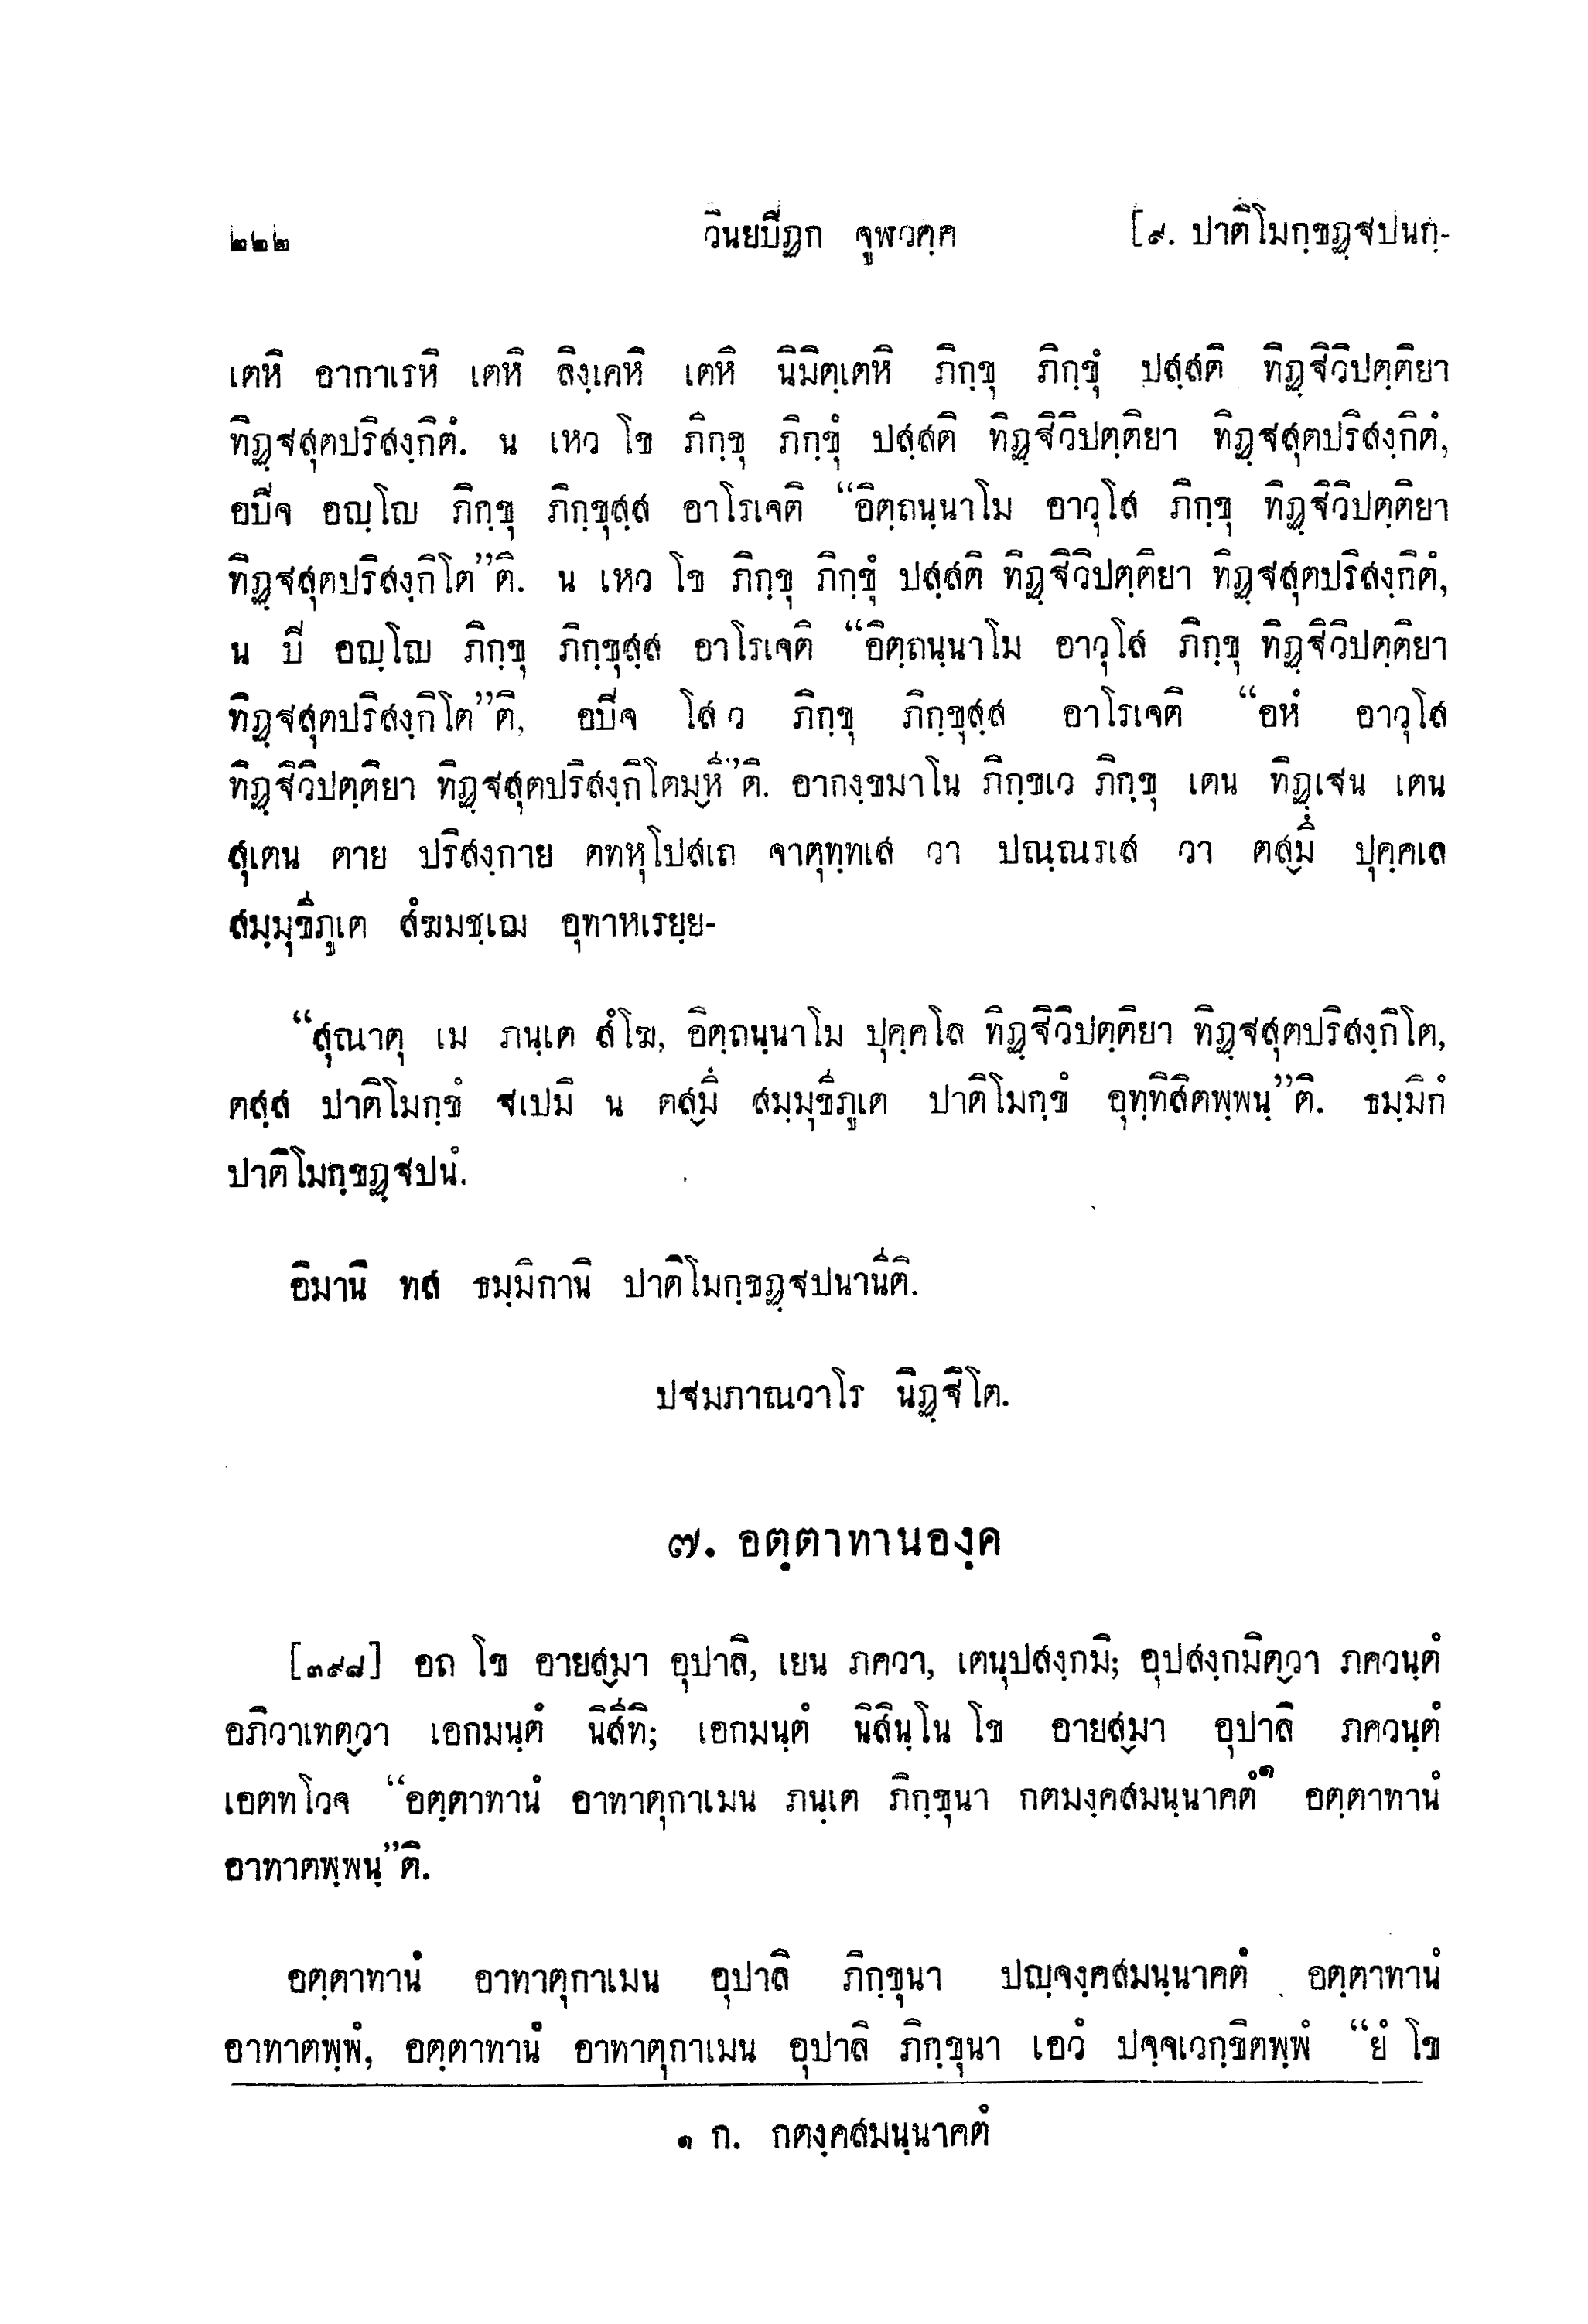 ๒๒๒ วินยปิฏก จูฬวคฺค [๙. ปาติโมกฺขฏฺฐปนกฺ-
เตหิ อากาเรหิ เตหิ ลิงฺเคหิ เตหิ นิมิตฺเตหิ ภิกฺขุ ภิกฺขุํ ปสฺสติ ทิฏฺฐิวิปตฺติยา
ทิฏฺฐสุตปริสงฺกิตํ. น เหว โข ภิกฺขุ ภิกฺขุํ ปสฺสติ ทิฏฺฐิวิปตฺติยา ทิฏฺฐสุตปริสงฺกิตํ,
อปิจ อญฺโญ ภิกฺขุ ภิกฺขุสฺส อาโรเจติ “อิตฺถนฺนาโม อาวุโส ภิกฺขุ ทิฏฺฐิวิปตฺติยา
ทิฏฺฐสุตปริสงฺกิโต”ติ. น เหว โข ภิกฺขุ ภิกฺขุํ ปสฺสติ ทิฏฺฐิวิปตฺติยา ทิฏฺฐสุตปริสงฺกิตํ,
น ปิ อญฺโญ ภิกฺขุ ภิกฺขุสฺส อาโรเจติ “อิตฺถนฺนาโม อาวุโส ภิกฺขุ ทิฏฺฐิวิปตฺติยา
ทิฏฺฐสุตปริสงฺกิโต”ติ, อปิจ โส ว ภิกฺขุ ภิกฺขุสฺส อาโรเจติ “อหํ อาวุโส
ทิฏฺฐิวิปตฺติยา ทิฏฺฐสุตปริสงฺกิโตมฺหี”ติ. อากงฺขมาโน ภิกฺขเว ภิกฺขุ เตน ทิฏฺเฐน เตน
สุเตน ตาย ปริสงฺกาย ตทหุโปสเถ จาตุทฺทเส วา ปณฺณรเส วา ตสฺมึ ปุคฺคเล
สมฺมุขีภูเต สํฆมชฺเฌ อุทาหเรยฺย-
“สุณาตุ เม ภนฺเต สํโฆ, อิตฺถนฺนาโม ปุคฺคโล ทิฏฺฐิวิปตฺติยา ทิฏฺฐสุตปริสงฺกิโต,
ตสฺส ปาติโมกฺขํ ฐเปมิ น ตสฺมึ สมฺมุขีภูเต ปาติโมกฺขํ อุทฺทิสิตพฺพนฺ”ติ. ธมฺมิกํ
ปาติโมกฺขฏฺฐปนํ.
อิมานิ ทส ธมฺมิกานิ ปาติโมกฺขฏฺฐปนานีติ.
ปฐมภาณวาโร นิฏฺฐิโต.
๗. อตฺตาทานองฺค
[๓๙๘] อถ โข อายสฺมา อุปาลิ, เยน ภควา, เตนุปสงฺกมิ; อุปสงฺกมิตฺวา ภควนฺตํ
อภิวาเทตฺวา เอกมนฺตํ นิสีทิ; เอกมนฺตํ นิสินฺโน โข อายสฺมา อุปาลิ ภควนฺตํ
เอตทโวจ “อตฺตาทานํ อาทาตุกาเมน ภนฺเต ภิกฺขุนา กตมงฺคสมนฺนาคตํ๑ อตฺตาทานํ
อาทาตพฺพนฺ”ติ.
อตฺตาทานํ อาทาตุกาเมน อุปาลิ ภิกฺขุนา ปญฺจงฺคสมนฺนาคตํ อตฺตาทานํ
อาทาตพฺพํ, อตฺตาทานํ อาทาตุกาเมน อุปาลิ ภิกฺขุนา เอวํ ปจฺจเวกฺขิตพฺพํ “ยํ โข
๑ ก. กตงฺคสมนฺนาคตํ